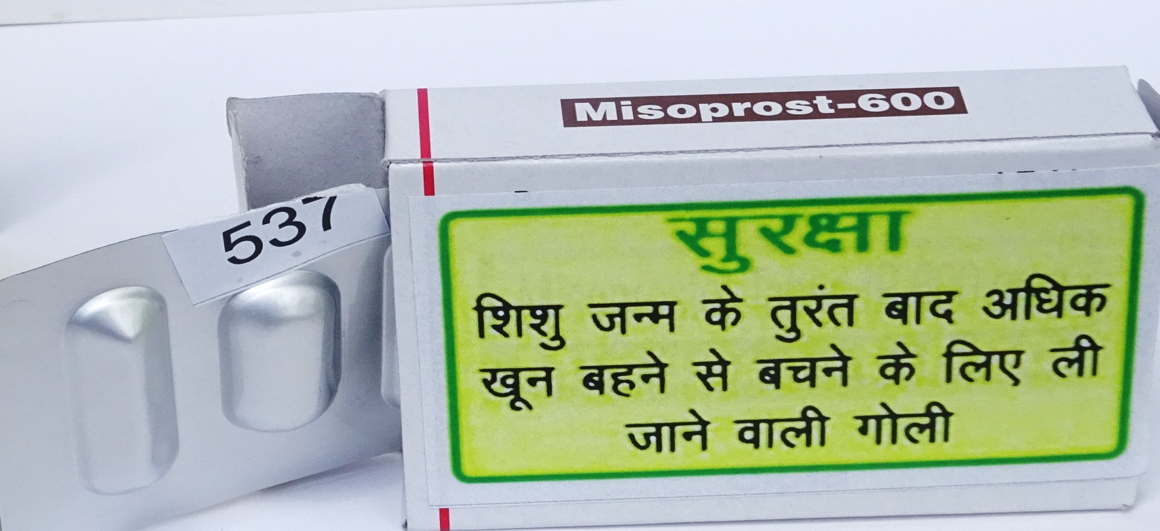 Misoprost-600
537
सुरक्षा
शिशु जन्म के तुरंत बाद अधिक
खून बहने से बचने के लिए ली
जाने वाली गोली